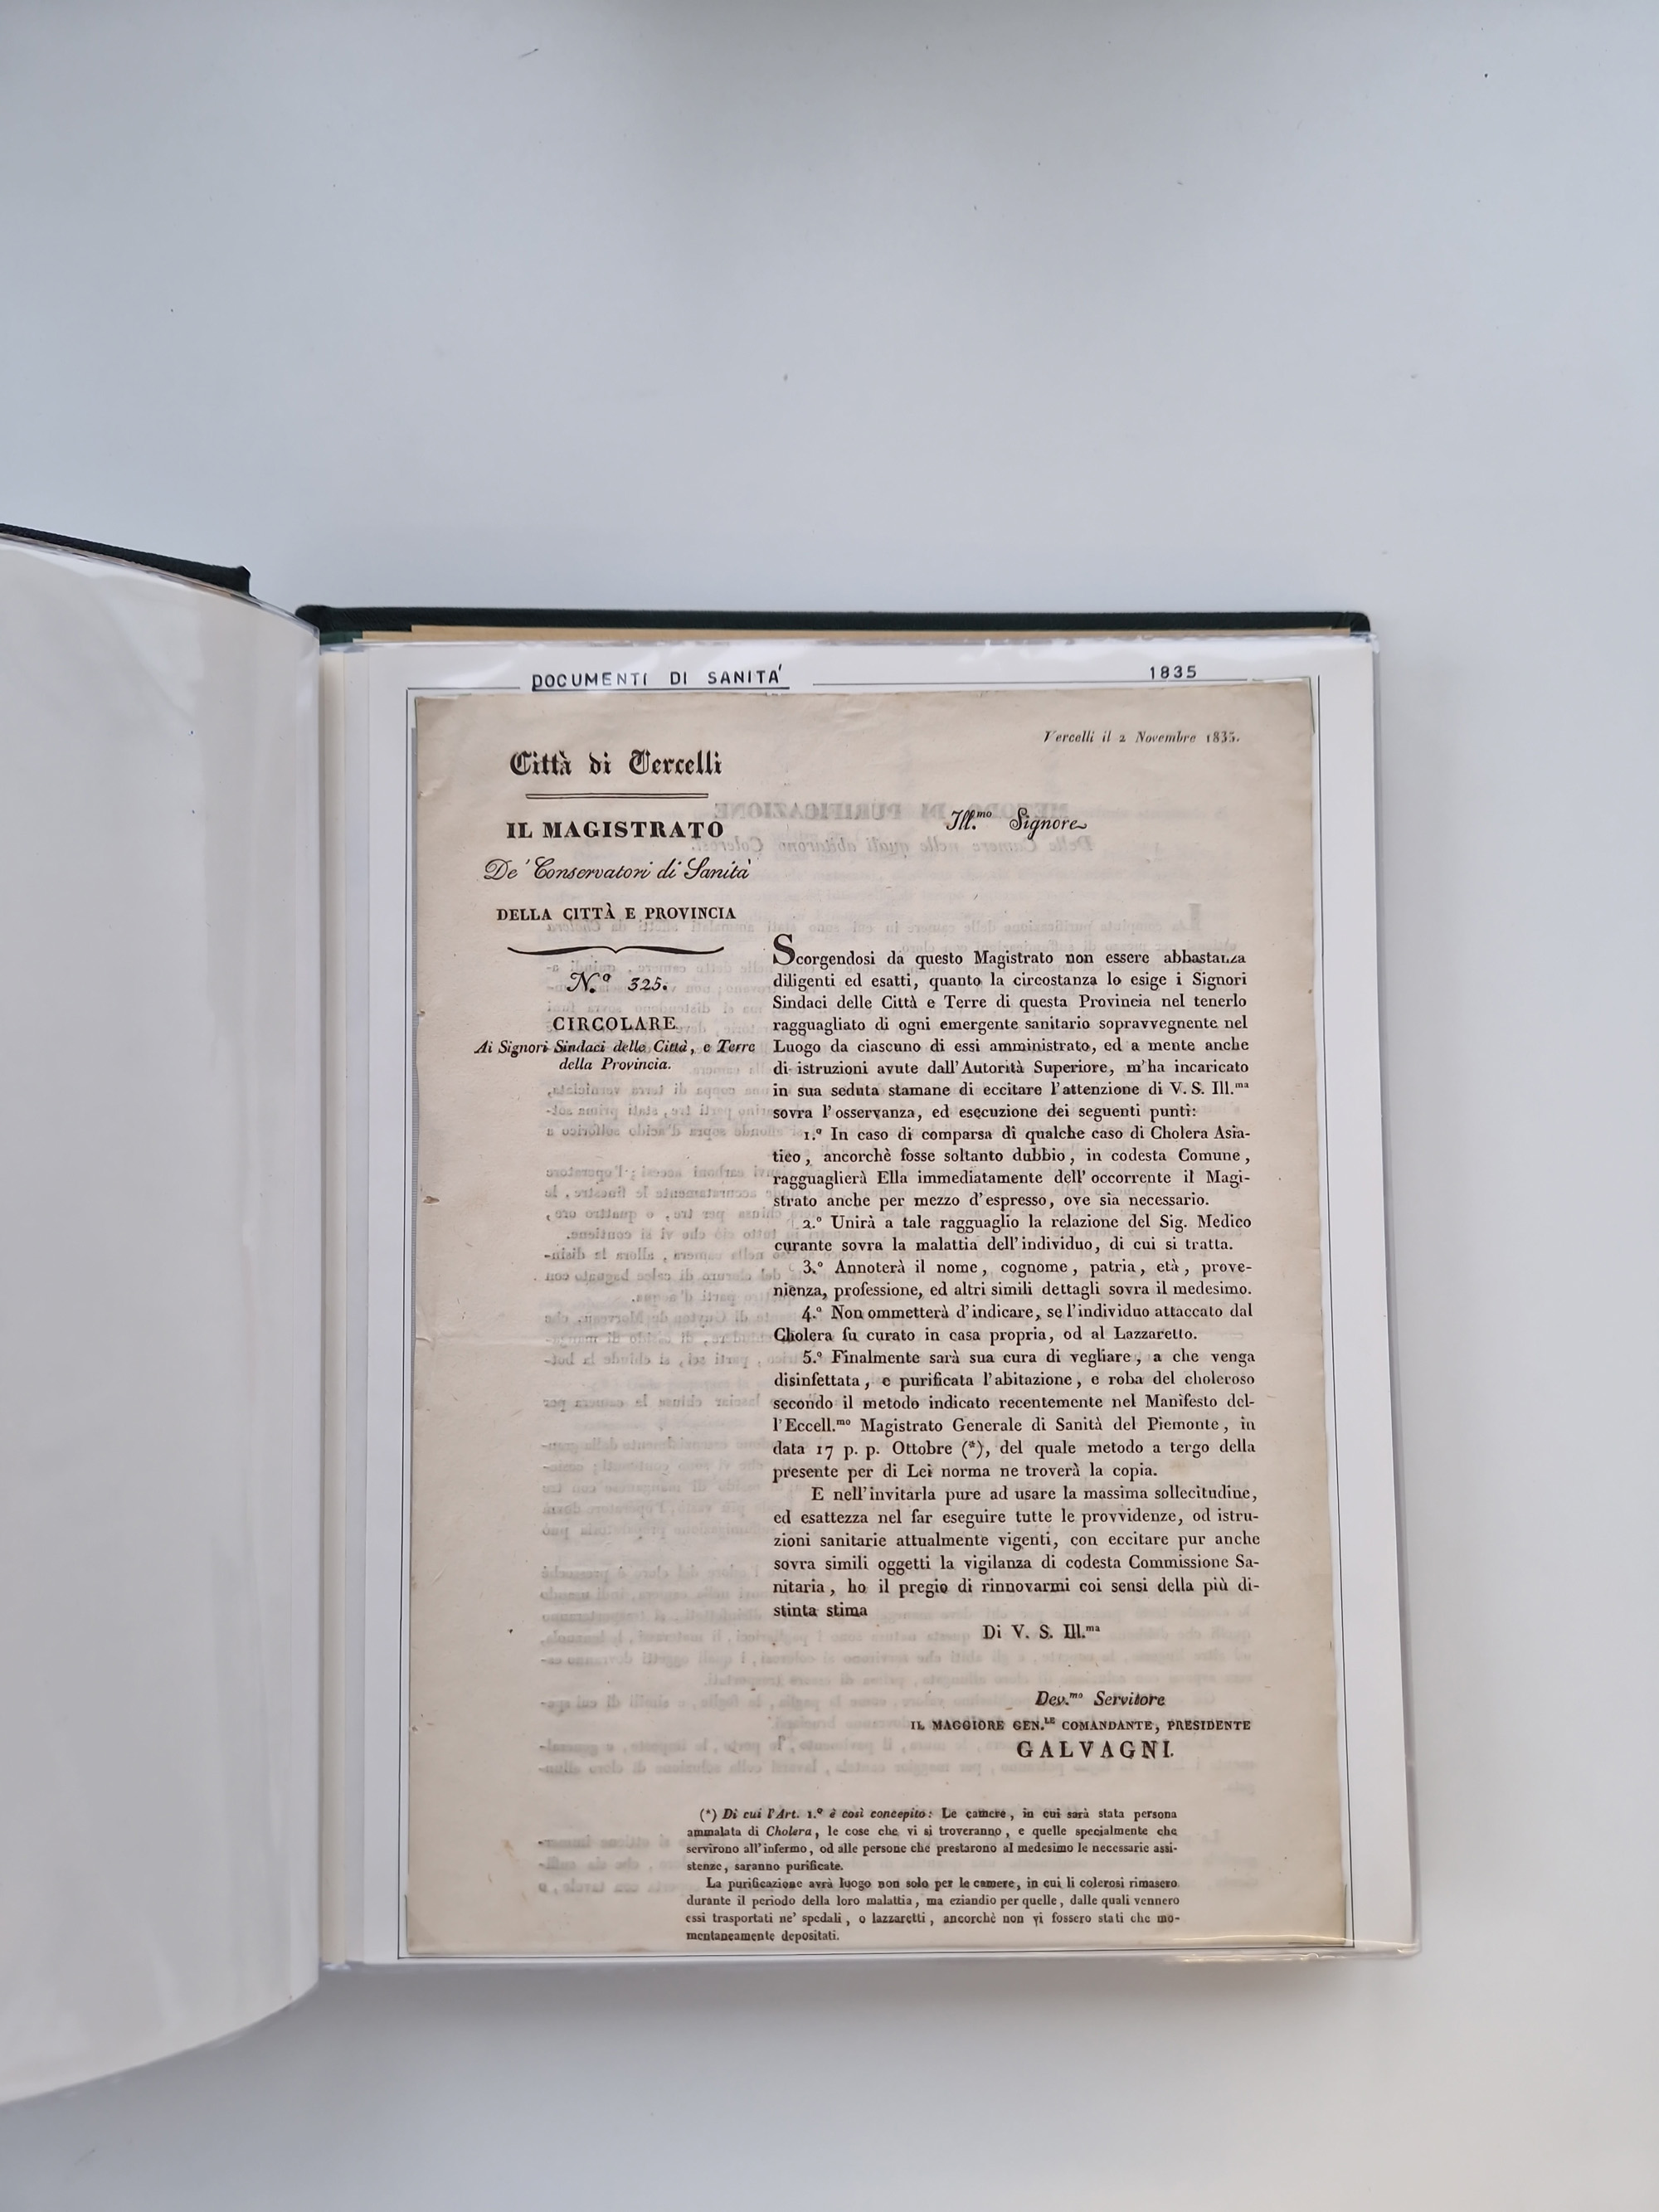 DOCUMENTI DI SANITA'
1835
Vercelli il 2 Novembre 1835.
Città di Vercelli
IL MAGISTRATO
De' Conservatori di Sanità
DELLA CITTÀ E PROVINCIA
N.º 325.
CIRCOLARE
Ai Signori Sindaci delle Città, e Terre
della Provincia.
Ill.mo Signore
Scorgendosi da questo Magistrato non essere abbastanza
diligenti ed esatti, quanto la circostanza lo esige i Signori
Sindaci delle Città e Terre di questa Provincia nel tenerlo
ragguagliato di ogni emergente sanitario sopravvegnente nel
Luogo da ciascuno di essi amministrato, ed a mente anche
di istruzioni avute dall'Autorità Superiore, m'ha incaricato
in sua seduta stamane di eccitare l'attenzione di V. S. Ill.ma
sovra l'osservanza, ed esecuzione dei seguenti punti:
1.º In caso di comparsa di qualche caso di Cholera Asia-
tico, ancorchè fosse soltanto dubbio, in codesta Comune,
ragguaglierà Ella immediatamente dell'occorrente il Magi-
strato anche per mezzo d'espresso, ove sia necessario.
2.º Unirà a tale ragguaglio la relazione del Sig. Medico
curante sovra la malattia dell'individuo, di cui si tratta.
3.º Annoterà il nome, cognome, patria, età, prove-
nienza, professione, ed altri simili dettagli sovra il medesimo.
4.º Non ommetterà d'indicare, se l'individuo attaccato dal
Cholera fu curato in casa propria, od al Lazzaretto.
5.º Finalmente sarà sua cura di vegliare, a che venga
disinfettata, e purificata l'abitazione, e roba del choleroso
secondo il metodo indicato recentemente nel Manifesto del-
l'Eccell.mo Magistrato Generale di Sanità del Piemonte, in
data 17 p. p. Ottobre (*), del quale metodo a tergo della
presente per di Lei norma ne troverà la copia.
E nell'invitarla pure ad usare la massima sollecitudine,
ed esattezza nel far eseguire tutte le provvidenze, od istru-
zioni sanitarie attualmente vigenti, con eccitare pur anche
sovra simili oggetti la vigilanza di codesta Commissione Sa-
nitaria, ho il pregio di rinnovarmi coi sensi della più di-
stinta stima
Di V. S. Ill.ma
Dev.mo Servitore
IL MAGGIORE GEN.LE COMANDANTE, PRESIDENTE
GALVAGNI.
(*) Di cui l'Art. 1.º è così concepito: Le camere, in cui sarà stata persona
ammalata di Cholera, le cose che vi si troveranno, e quelle specialmente che
servirono all'infermo, od alle persone che prestarono al medesimo le necessarie assi-
stenze, saranno purificate.
La purificazione avrà luogo non solo per le camere, in cui li colerosi rimasero
durante il periodo della loro malattia, ma eziandio per quelle, dalle quali vennero
essi trasportati ne' spedali, o lazzaretti, ancorchè non vi fossero stati che mo-
mentaneamente depositati.